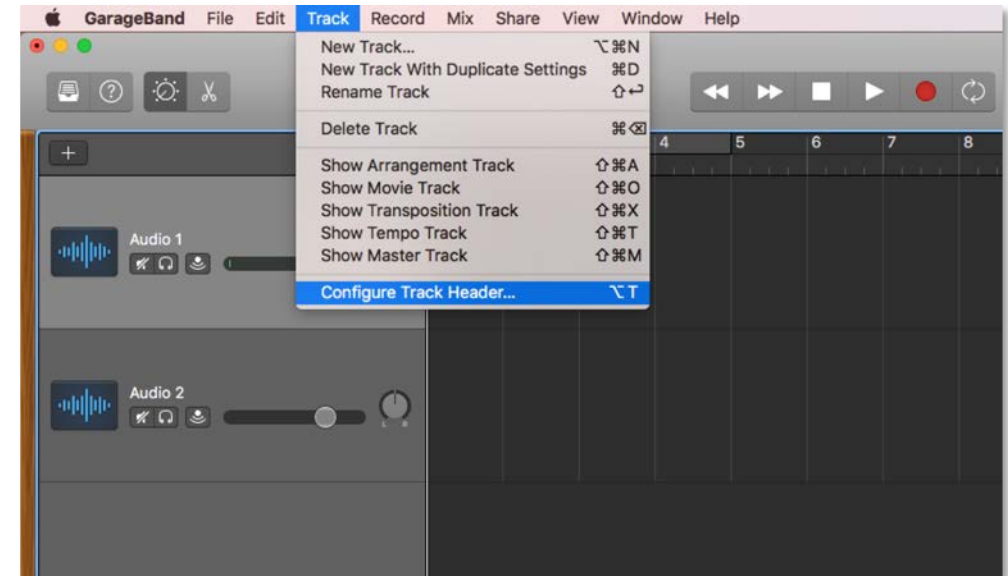 GarageBand File Edit Track Record Mix Share View Window Help
New Track... ⌥⌘N
New Track With Duplicate Settings ⌘D
Rename Track ⇧↩
Delete Track ⌘⌫
Show Arrangement Track ⇧⌘A
Show Movie Track ⇧⌘O
Show Transposition Track ⇧⌘X
Show Tempo Track ⇧⌘T
Show Master Track ⇧⌘M
Configure Track Header... ⌥T
4 5 6 7 8
Audio 1
Audio 2
L R